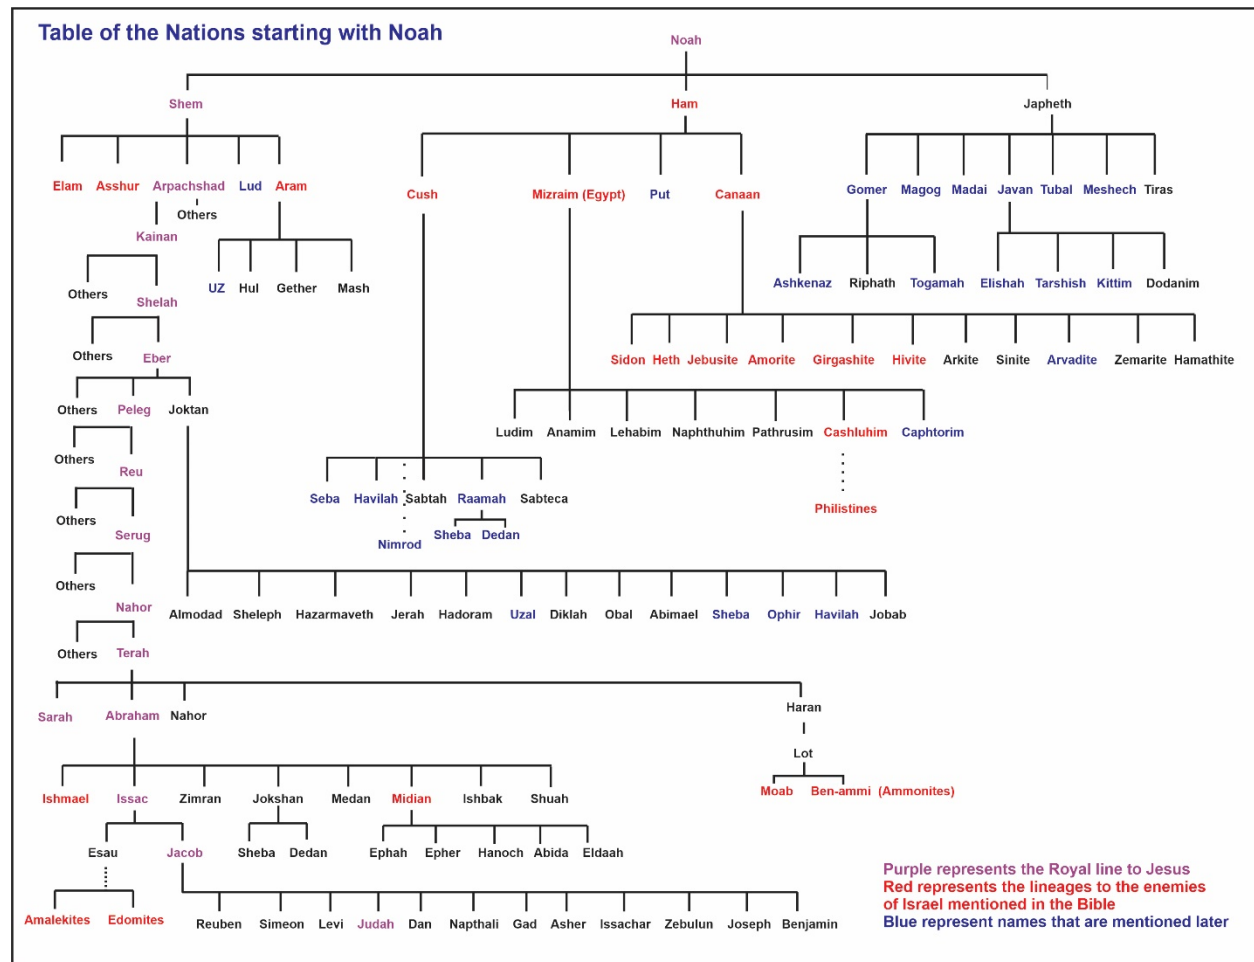 Table of the Nations starting with Noah
Noah
Shem Ham Japheth
Elam Asshur Arpachshad Lud Aram
Cush Mizraim (Egypt) Put Canaan
Gomer Magog Madai Javan Tubal Meshech Tiras
Others
Kainan
UZ Hul Gether Mash
Ashkenaz Riphath Togamah Elishah Tarshish Kittim Dodanim
Others
Shelah
Others
Eber
Sidon Heth Jebusite Amorite Girgashite Hivite Arkite Sinite Arvadite Zemarite Hamathite
Others Peleg Joktan
Ludim Anamim Lehabim Naphthuhim Pathrusim Cashluhim Caphtorim
Others
Reu
Seba Havilah Sabtah Raamah Sabteca
Philistines
Others
Serug
Sheba Dedan
Nimrod
Others
Nahor
Almodad Sheleph Hazarmaveth Jerah Hadoram Uzal Diklah Obal Abimael Sheba Ophir Havilah Jobab
Others Terah
Sarah Abraham Nahor
Haran
Lot
Moab Ben-ammi (Ammonites)
Ishmael Issac Zimran Jokshan Medan Midian Ishbak Shuah
Esau Jacob Sheba Dedan Ephah Epher Hanoch Abida Eldaah
Amalekites Edomites
Reuben Simeon Levi Judah Dan Napthali Gad Asher Issachar Zebulun Joseph Benjamin
Purple represents the Royal line to Jesus
Red represents the lineages to the enemies
of Israel mentioned in the Bible
Blue represent names that are mentioned later